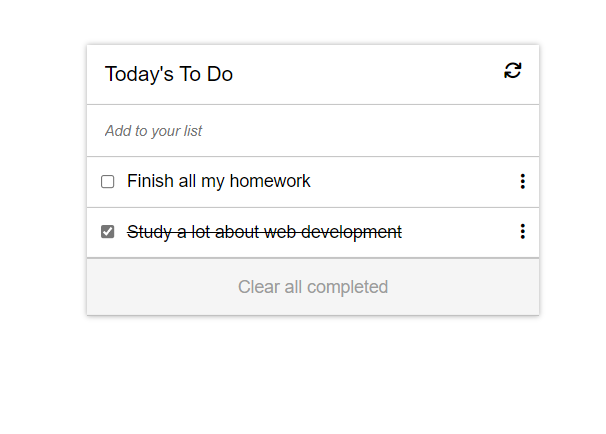 Today's To Do
Add to your list
Finish all my homework
Study a lot about web development
Clear all completed